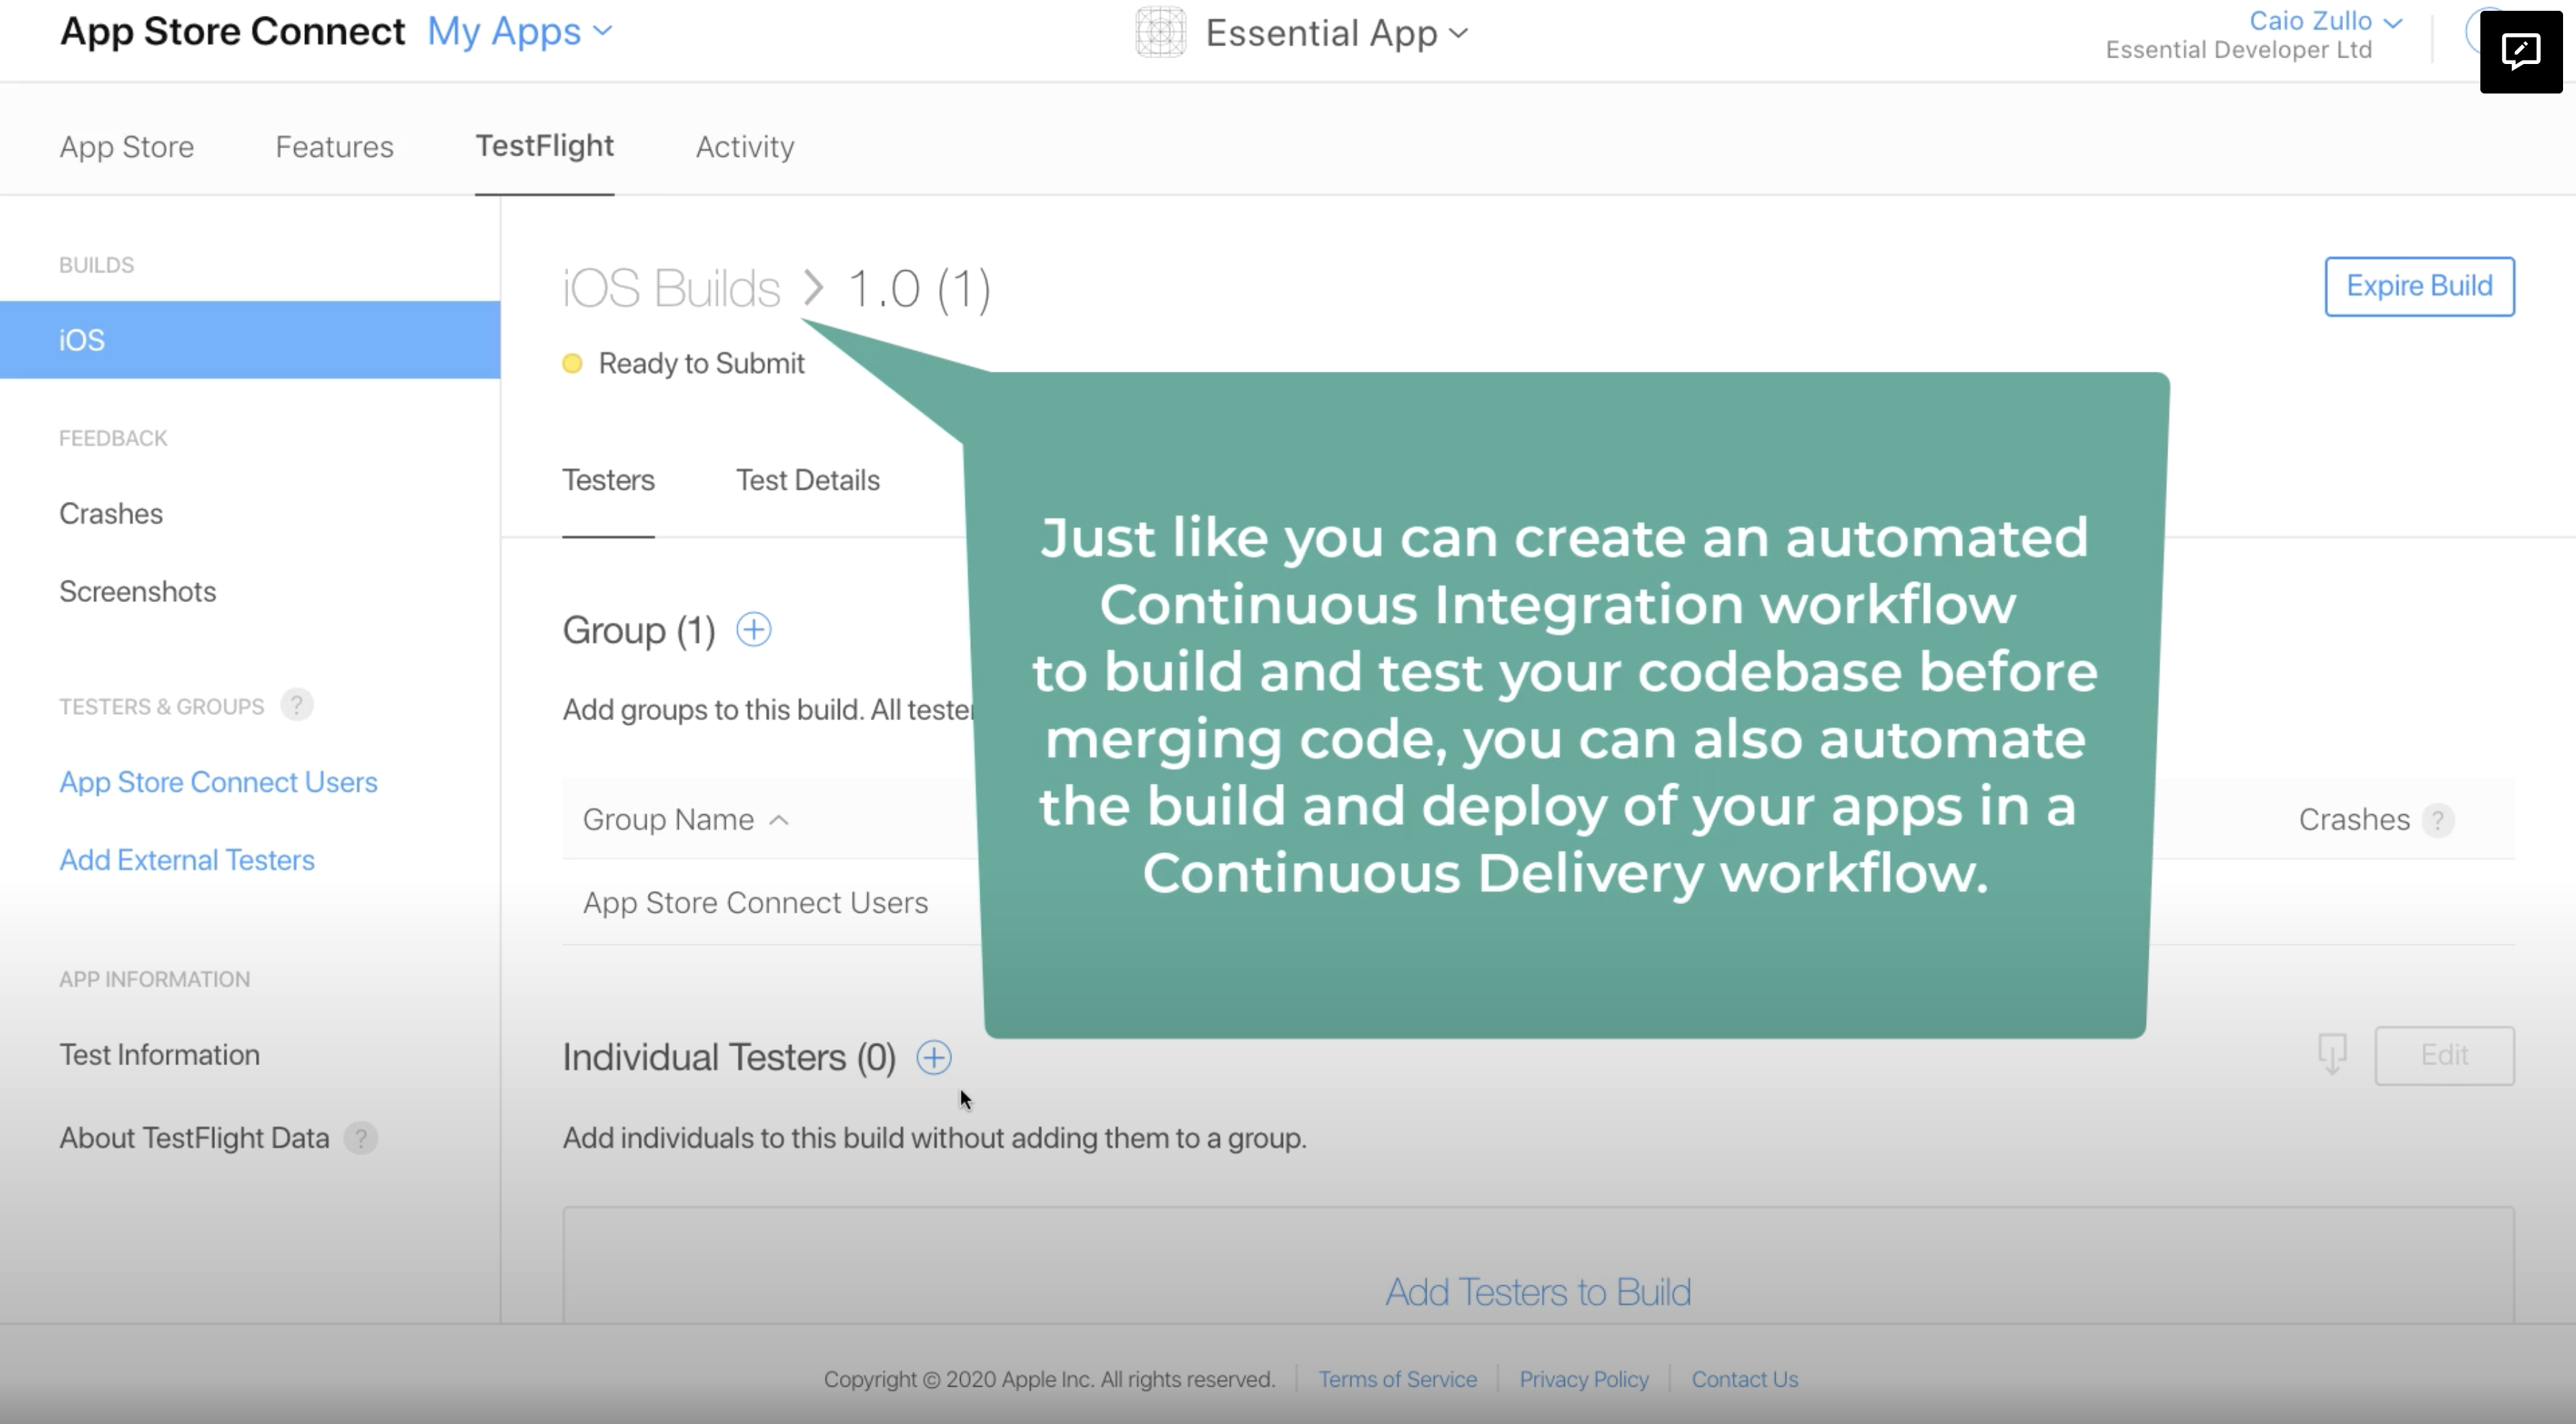 App Store Connect My Apps
Essential App
Caio Zullo
Essential Developer Ltd
App Store Features TestFlight Activity
BUILDS
iOS
FEEDBACK
Crashes
Screenshots
TESTERS & GROUPS ?
App Store Connect Users
Add External Testers
APP INFORMATION
Test Information
About TestFlight Data ?
iOS Builds > 1.0 (1)
Expire Build
Ready to Submit
Testers Test Details
Group (1)
Add groups to this build. All
Group Name
Crashes ?
App Store Connect Users
Just like you can create an automated
Continuous Integration workflow
to build and test your codebase before
merging code, you can also automate
the build and deploy of your apps in a
Continuous Delivery workflow.
Individual Testers (0)
Edit
Add individuals to this build without adding them to a group.
Add Testers to Build
Copyright © 2020 Apple Inc. All rights reserved. Terms of Service Privacy Policy Contact Us